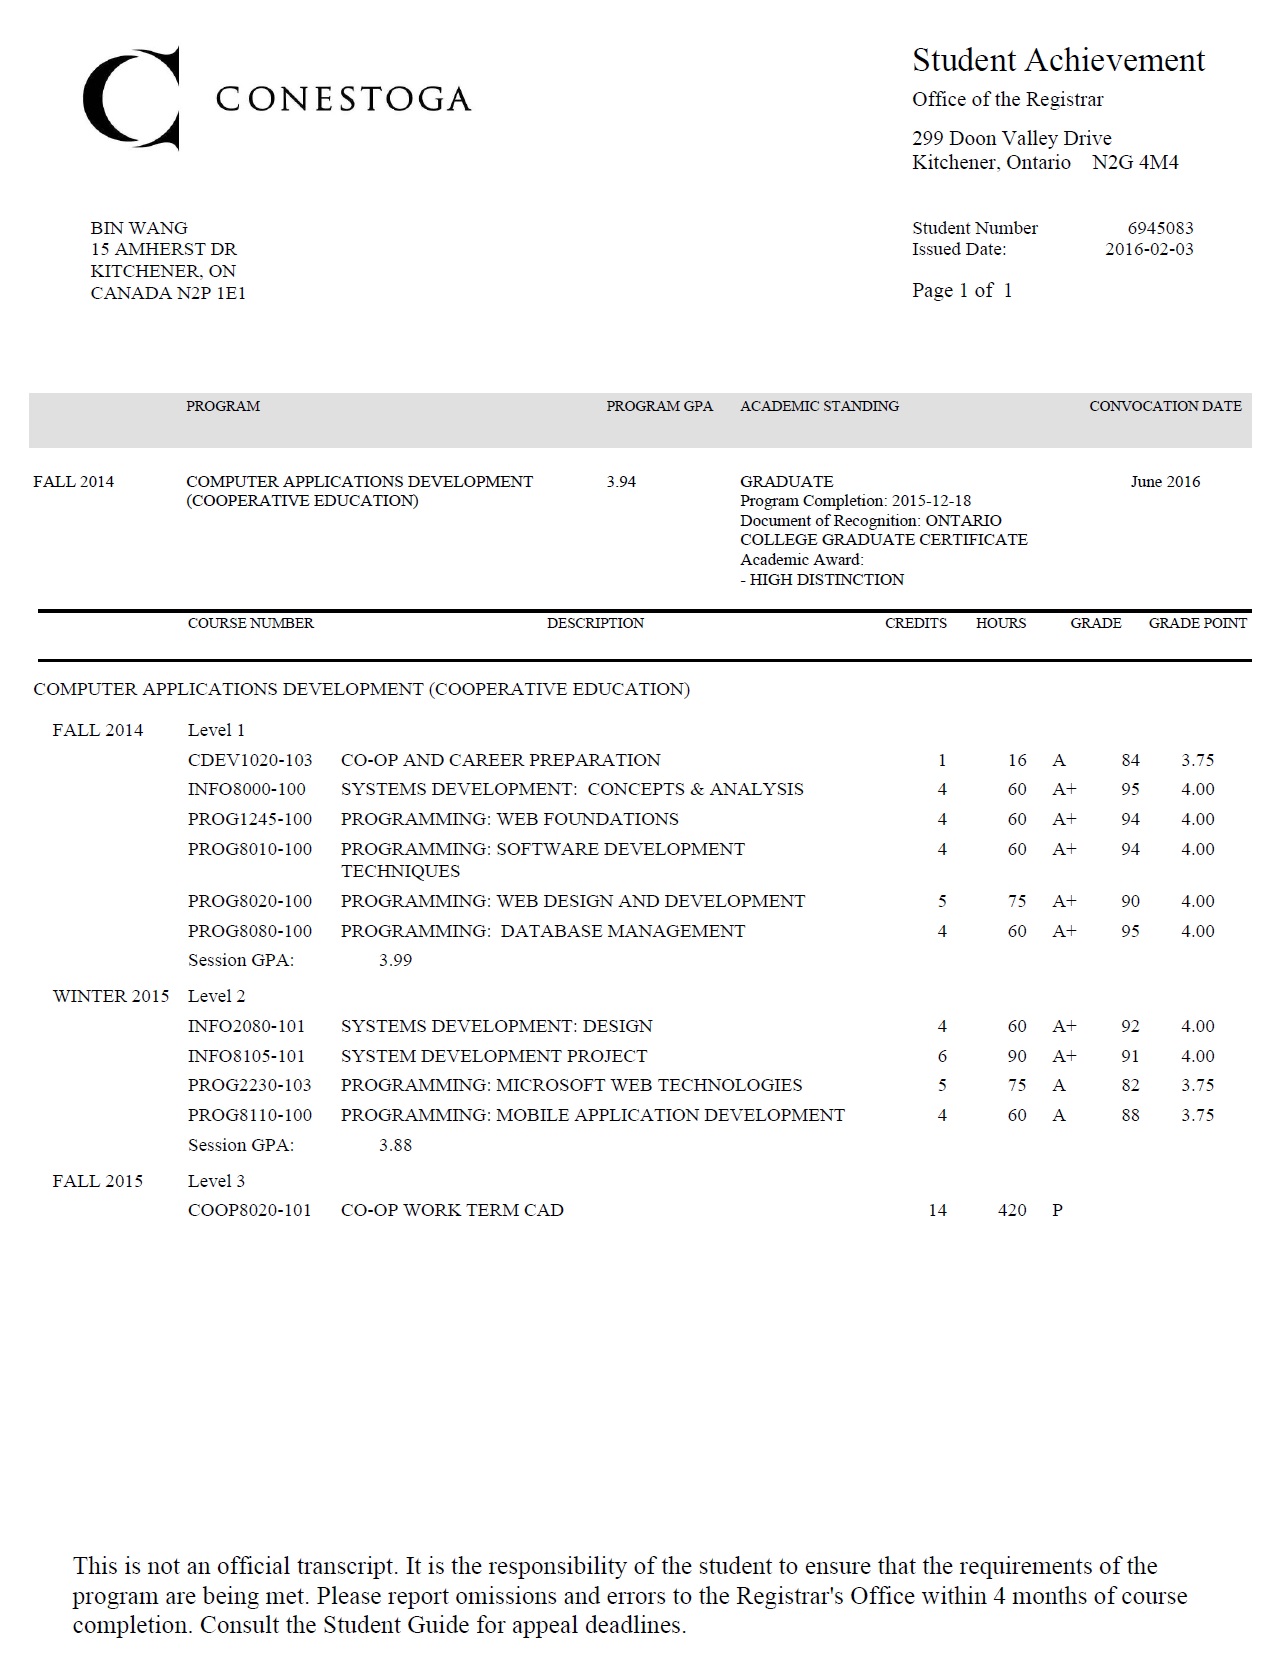 CONESTOGA
Student Achievement
Office of the Registrar
299 Doon Valley Drive
Kitchener, Ontario N2G 4M4
BIN WANG
15 AMHERST DR
KITCHENER, ON
CANADA N2P 1E1
Student Number 6945083
Issued Date: 2016-02-03
Page 1 of 1
PROGRAM PROGRAM GPA ACADEMIC STANDING CONVOCATION DATE
FALL 2014 COMPUTER APPLICATIONS DEVELOPMENT 3.94 GRADUATE June 2016
(COOPERATIVE EDUCATION) Program Completion: 2015-12-18
Document of Recognition: ONTARIO
COLLEGE GRADUATE CERTIFICATE
Academic Award:
- HIGH DISTINCTION
COURSE NUMBER DESCRIPTION CREDITS HOURS GRADE GRADE POINT
COMPUTER APPLICATIONS DEVELOPMENT (COOPERATIVE EDUCATION)
FALL 2014 Level 1
CDEV1020-103 CO-OP AND CAREER PREPARATION 1 16 A 84 3.75
INFO8000-100 SYSTEMS DEVELOPMENT: CONCEPTS & ANALYSIS 4 60 A+ 95 4.00
PROG1245-100 PROGRAMMING: WEB FOUNDATIONS 4 60 A+ 94 4.00
PROG8010-100 PROGRAMMING: SOFTWARE DEVELOPMENT 4 60 A+ 94 4.00
TECHNIQUES
PROG8020-100 PROGRAMMING: WEB DESIGN AND DEVELOPMENT 5 75 A+ 90 4.00
PROG8080-100 PROGRAMMING: DATABASE MANAGEMENT 4 60 A+ 95 4.00
Session GPA: 3.99
WINTER 2015 Level 2
INFO2080-101 SYSTEMS DEVELOPMENT: DESIGN 4 60 A+ 92 4.00
INFO8105-101 SYSTEM DEVELOPMENT PROJECT 6 90 A+ 91 4.00
PROG2230-103 PROGRAMMING: MICROSOFT WEB TECHNOLOGIES 5 75 A 82 3.75
PROG8110-100 PROGRAMMING: MOBILE APPLICATION DEVELOPMENT 4 60 A 88 3.75
Session GPA: 3.88
FALL 2015 Level 3
COOP8020-101 CO-OP WORK TERM CAD 14 420 P
This is not an official transcript. It is the responsibility of the student to ensure that the requirements of the
program are being met. Please report omissions and errors to the Registrar's Office within 4 months of course
completion. Consult the Student Guide for appeal deadlines.